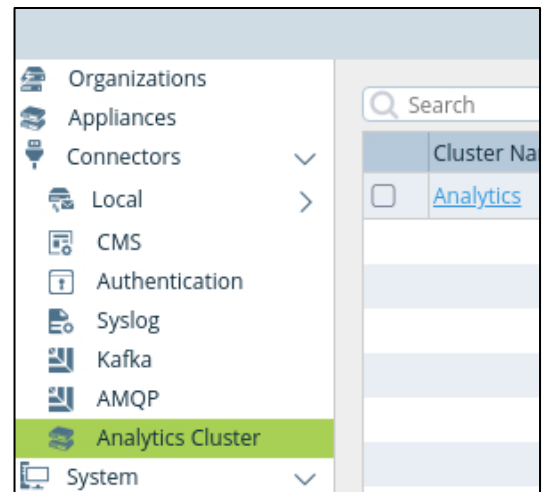 Organizations
Appliances
Connectors
Local
CMS
Authentication
Syslog
Kafka
AMQP
Analytics Cluster
System
Search
Cluster Na
Analytics